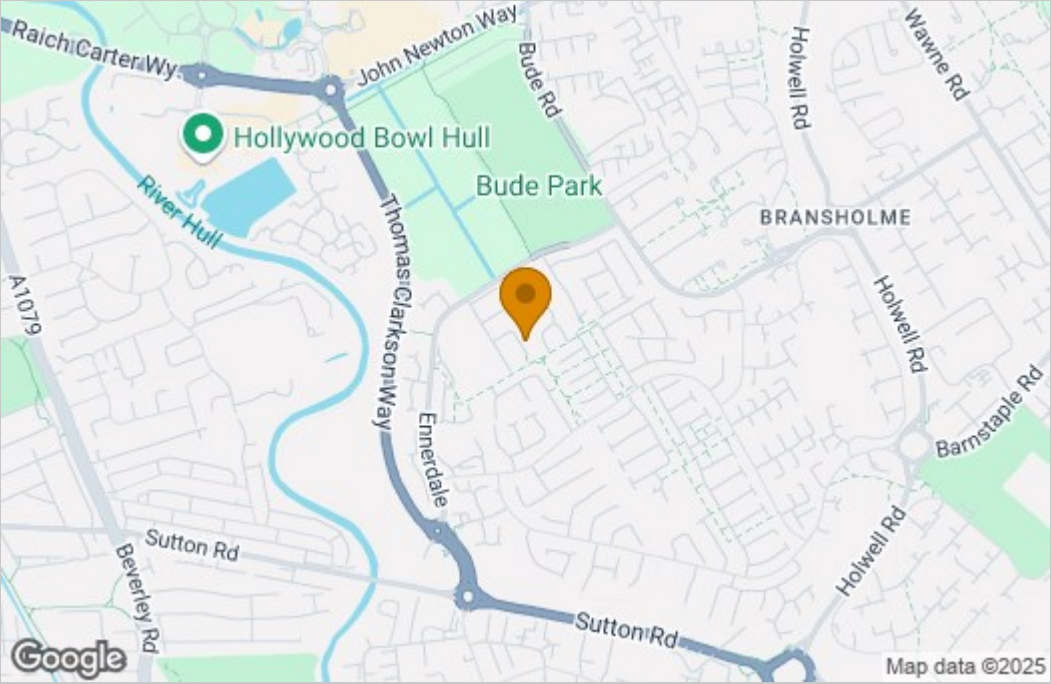 Raich Carter Wy.
John Newton Way
Bude Rd
Holwell Rd
Wawne Rd
Hollywood Bowl Hull
Bude Park
River Hull
BRANSHOLME
Thomas Clarkson Way
A1079
Holwell Rd
Barnstaple Rd
Ennerdale
Sutton Rd
Beverley Rd
Holwell Rd
Sutton Rd
Google
Map data ©2025